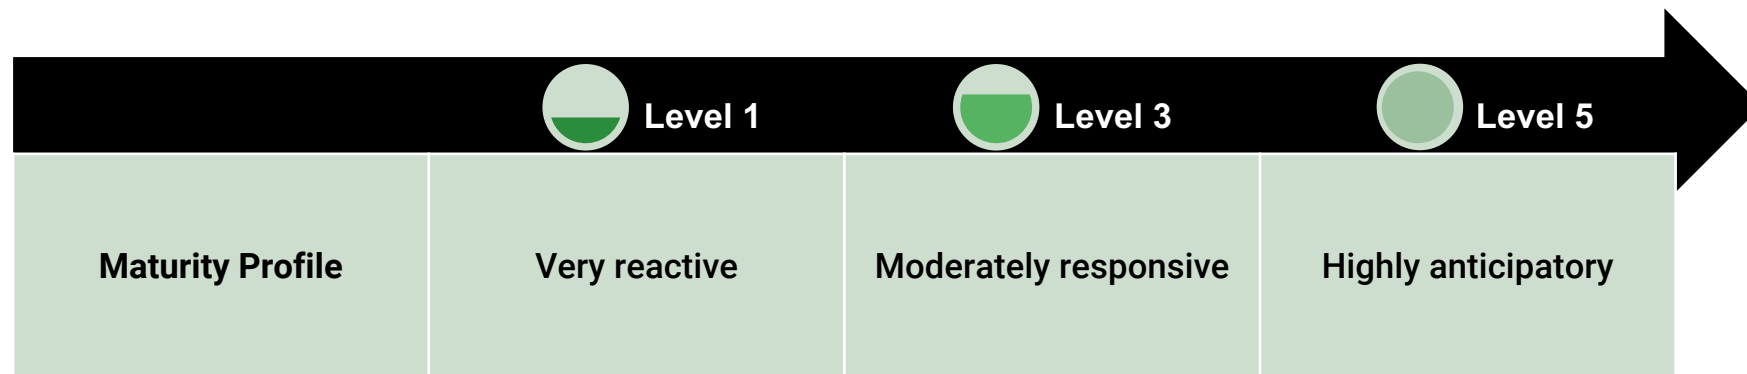 Level 1
Level 3
Level 5
Maturity Profile
Very reactive
Moderately responsive
Highly anticipatory